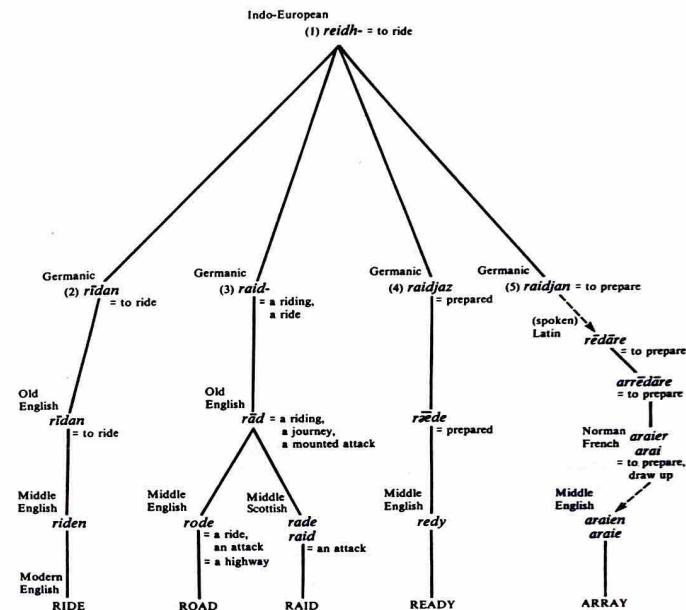 Indo-European
(1) reidh- = to ride
Germanic
(2) rīdan
= to ride
Germanic
(3) raid-
= a riding,
a ride
Germanic
(4) raidjaz
= prepared
Germanic
(5) raidjan = to prepare
(spoken)
Latin
rēdāre
= to prepare
arrēdāre
= to prepare
Old
English
rīdan
= to ride
Old
English
rād = a riding,
a journey,
a mounted attack
rǣde
= prepared
Norman
French
araier
arai
= to prepare,
draw up
Middle
English
riden
Middle
English
rode
= a ride,
an attack
= a highway
Middle
Scottish
rade
raid
= an attack
Middle
English
redy
Middle
English
araien
araie
Modern
English
RIDE
ROAD
RAID
READY
ARRAY